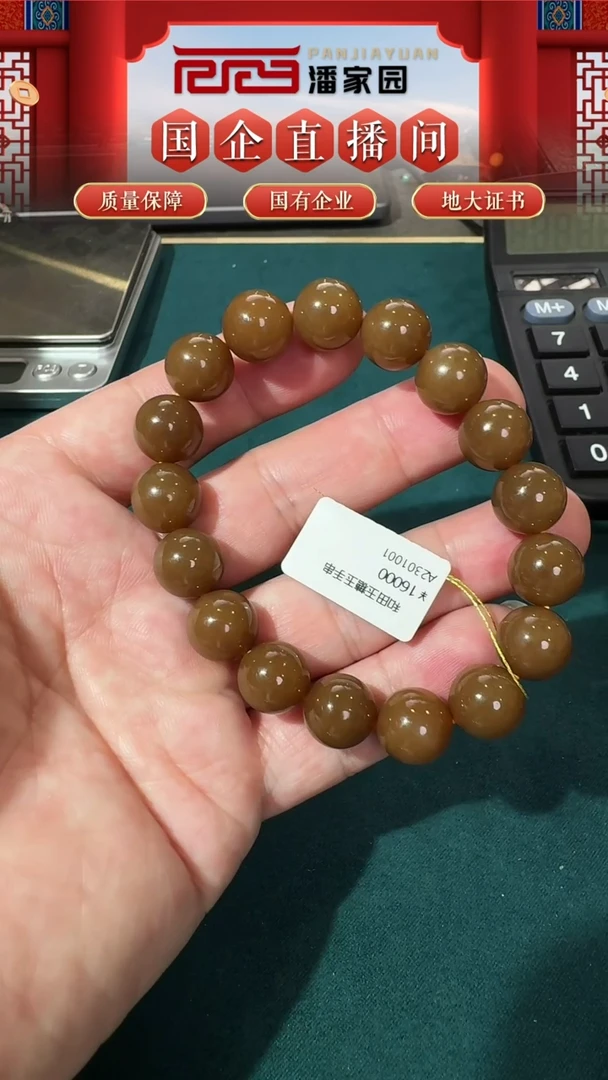 PANJIAYUAN
潘家园
国企直播间
质量保障
国有企业
地大证书
M+
7
4
1
0
和田玉糖玉手串
¥16000
A2301001